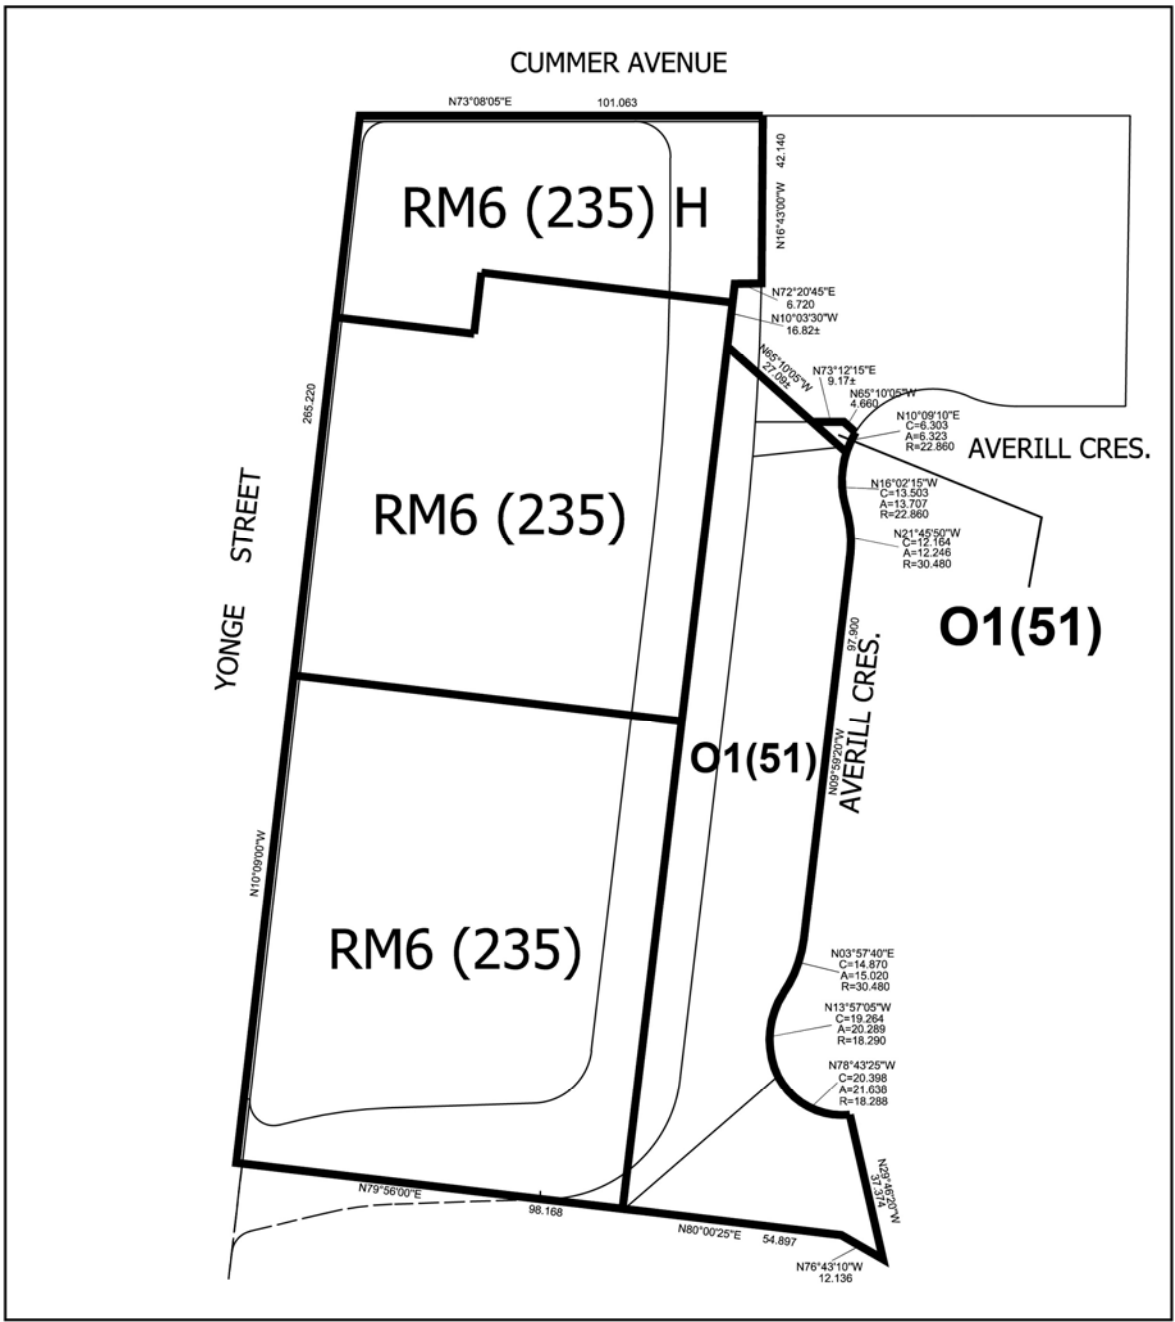 CUMMER AVENUE
N73°08'05"E 101.063
N16°43'00"W 42.140
RM6 (235) H
N72°20'45"E
6.720
N10°03'30"W
16.82±
N65°10'05"W
27.09±
N73°12'15"E
9.17±
N65°10'05"W
4.660
N10°09'10"E
C=6.303
A=6.323
R=22.860
AVERILL CRES.
265.220
N16°02'15"W
C=13.503
A=13.707
R=22.860
RM6 (235)
N21°45'50"W
C=12.164
A=12.246
R=30.480
YONGE STREET
O1(51)
97.900
AVERILL CRES.
N09°59'20"W
O1(51)
N10°09'00"W
RM6 (235)
N03°57'40"E
C=14.870
A=15.020
R=30.480
N13°57'05"W
C=19.264
A=20.289
R=18.290
N78°43'25"W
C=20.398
A=21.638
R=18.288
N29°46'20"W
37.374
N79°56'00"E
98.168
N80°00'25"E 54.897
N76°43'10"W
12.136